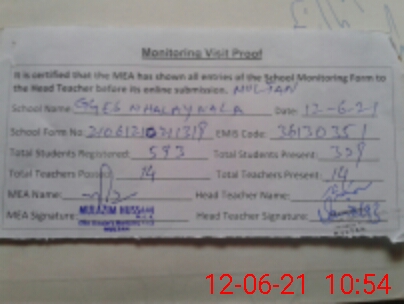 Monitoring Visit Proof
It is certified that the MEA has shown all entries of the School Monitoring Form to
the Head Teacher before its online submission. MULTAN
School Name: GGES NHALAYWALA Date: 12-6-21
School Form No: EMIS Code: 36130351
Total Students Registered: 593 Total Students Present: 329
Total Teachers Posted: 14 Total Teachers Present: 14
MEA Name: Head Teacher Name:
MEA Signature Head Teacher Signature:
12-06-21 10:54